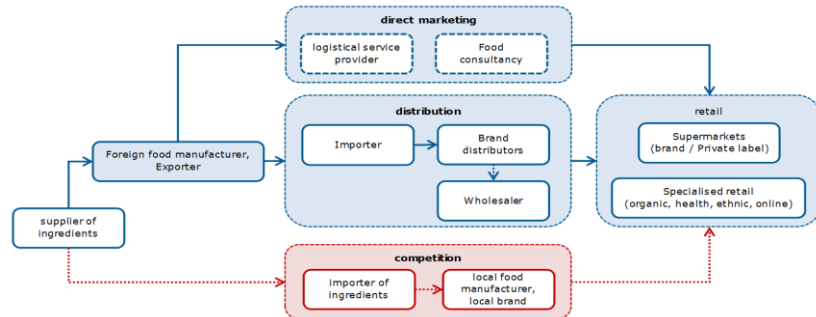 direct marketing
logistical service
provider
Food
consultancy
distribution
Importer
Brand
distributors
Wholesaler
retail
Supermarkets
(brand / Private label)
Specialised retail
(organic, health, ethnic, online)
Foreign food manufacturer,
Exporter
supplier of
ingredients
competition
importer of
ingredients
local food
manufacturer,
local brand